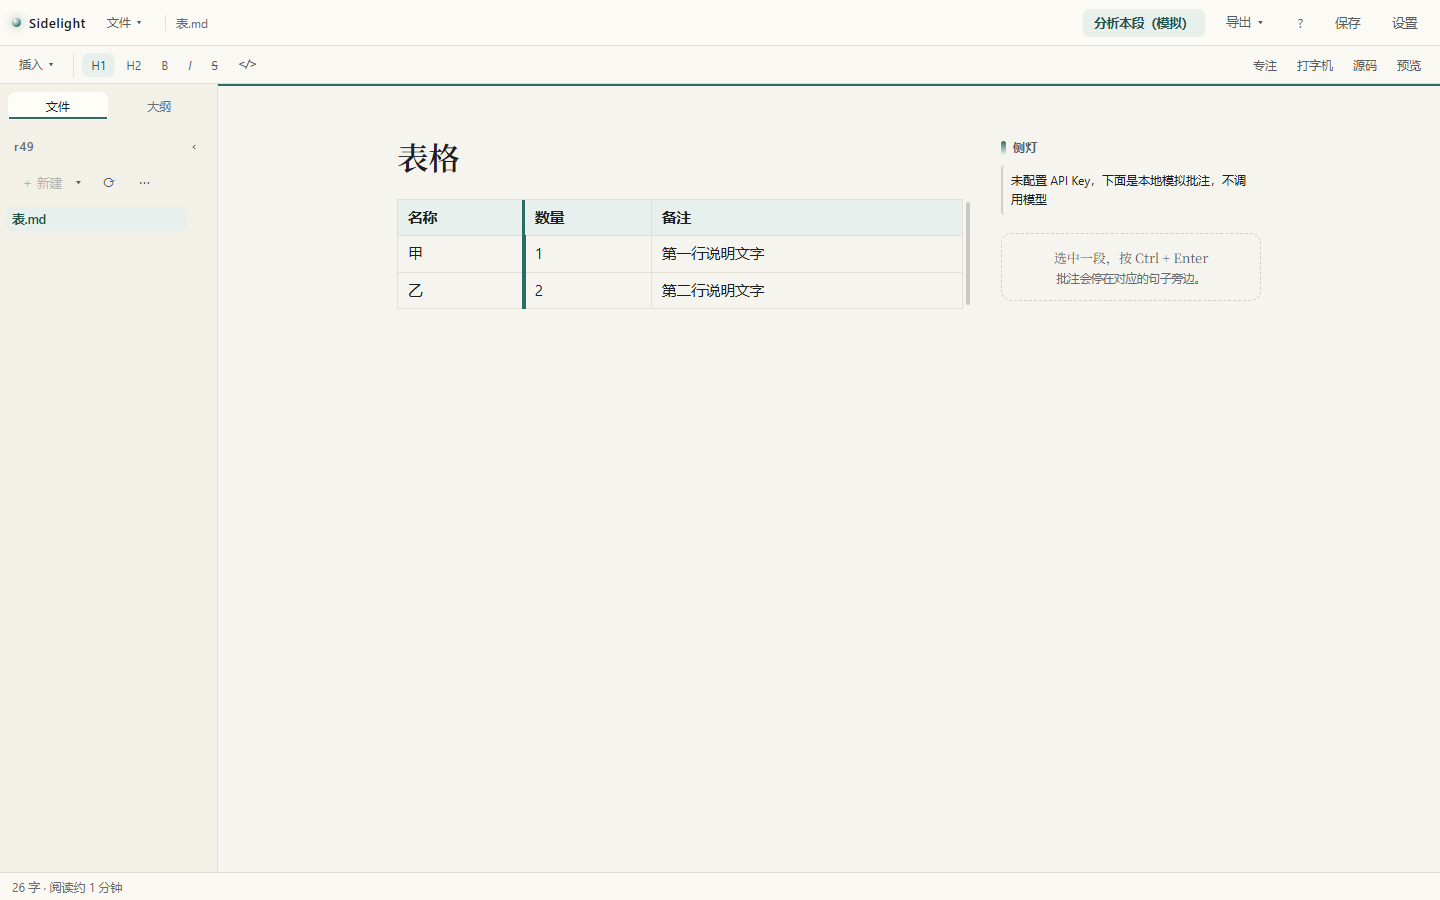 Sidelight 文件 表.md 分析本段（模拟） 导出 ? 保存 设置
插入 H1 H2 B I S </> 专注 打字机 源码 预览
文件 大纲
r49
+ 新建 ···
表.md
表格
名称 数量 备注
甲 1 第一行说明文字
乙 2 第二行说明文字
侧灯
未配置 API Key，下面是本地模拟批注，不调
用模型
选中一段，按 Ctrl + Enter
批注会停在对应的句子旁边。
26 字 · 阅读约 1 分钟